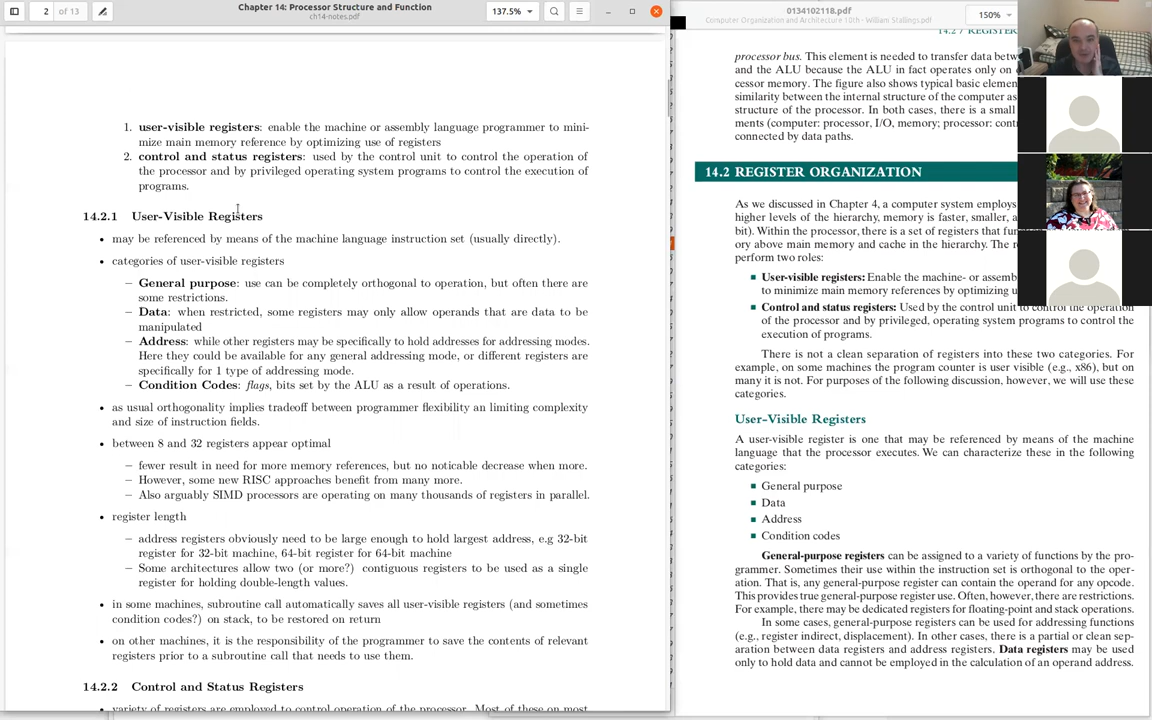 2 of 13
Chapter 14: Processor Structure and Function
ch14-notes.pdf
137.5%
1. user-visible registers: enable the machine or assembly language programmer to mini-
mize main memory reference by optimizing use of registers
2. control and status registers: used by the control unit to control the operation of
the processor and by privileged operating system programs to control the execution of
programs.
14.2.1 User-Visible Registers
• may be referenced by means of the machine language instruction set (usually directly).
• categories of user-visible registers
– General purpose: use can be completely orthogonal to operation, but often there are
some restrictions.
– Data: when restricted, some registers may only allow operands that are data to be
manipulated
– Address: while other registers may be specifically to hold addresses for addressing modes.
Here they could be available for any general addressing mode, or different registers are
specifically for 1 type of addressing mode.
– Condition Codes: flags, bits set by the ALU as a result of operations.
• as usual orthogonality implies tradeoff between programmer flexibility an limiting complexity
and size of instruction fields.
• between 8 and 32 registers appear optimal
– fewer result in need for more memory references, but no noticable decrease when more.
– However, some new RISC approaches benefit from many more.
– Also arguably SIMD processors are operating on many thousands of registers in parallel.
• register length
– address registers obviously need to be large enough to hold largest address, e.g 32-bit
register for 32-bit machine, 64-bit register for 64-bit machine
– Some architectures allow two (or more?) contiguous registers to be used as a single
register for holding double-length values.
• in some machines, subroutine call automatically saves all user-visible registers (and sometimes
condition codes?) on stack, to be restored on return
• on other machines, it is the responsibility of the programmer to save the contents of relevant
registers prior to a subroutine call that needs to use them.
14.2.2 Control and Status Registers
• variety of registers are employed to control operation of the processor. Most of these on most
0134102118.pdf
Computer Organization and Architecture 10th - William Stallings.pdf
150%
14.2 / REGISTER
processor bus. This element is needed to transfer data betw
and the ALU because the ALU in fact operates only on
cessor memory. The figure also shows typical basic elemen
similarity between the internal structure of the computer as
structure of the processor. In both cases, there is a small
ments (computer: processor, I/O, memory; processor: contr
connected by data paths.
14.2 REGISTER ORGANIZATION
As we discussed in Chapter 4, a computer system employs
higher levels of the hierarchy, memory is faster, smaller, a
bit). Within the processor, there is a set of registers that fun
ory above main memory and cache in the hierarchy. The r
perform two roles:
■ User-visible registers: Enable the machine- or assemb
to minimize main memory references by optimizing u
■ Control and status registers: Used by the control unit to control the operation
of the processor and by privileged, operating system programs to control the
execution of programs.
There is not a clean separation of registers into these two categories. For
example, on some machines the program counter is user visible (e.g., x86), but on
many it is not. For purposes of the following discussion, however, we will use these
categories.
User-Visible Registers
A user-visible register is one that may be referenced by means of the machine
language that the processor executes. We can characterize these in the following
categories:
■ General purpose
■ Data
■ Address
■ Condition codes
General-purpose registers can be assigned to a variety of functions by the pro-
grammer. Sometimes their use within the instruction set is orthogonal to the oper-
ation. That is, any general-purpose register can contain the operand for any opcode.
This provides true general-purpose register use. Often, however, there are restrictions.
For example, there may be dedicated registers for floating-point and stack operations.
In some cases, general-purpose registers can be used for addressing functions
(e.g., register indirect, displacement). In other cases, there is a partial or clean sep-
aration between data registers and address registers. Data registers may be used
only to hold data and cannot be employed in the calculation of an operand address.